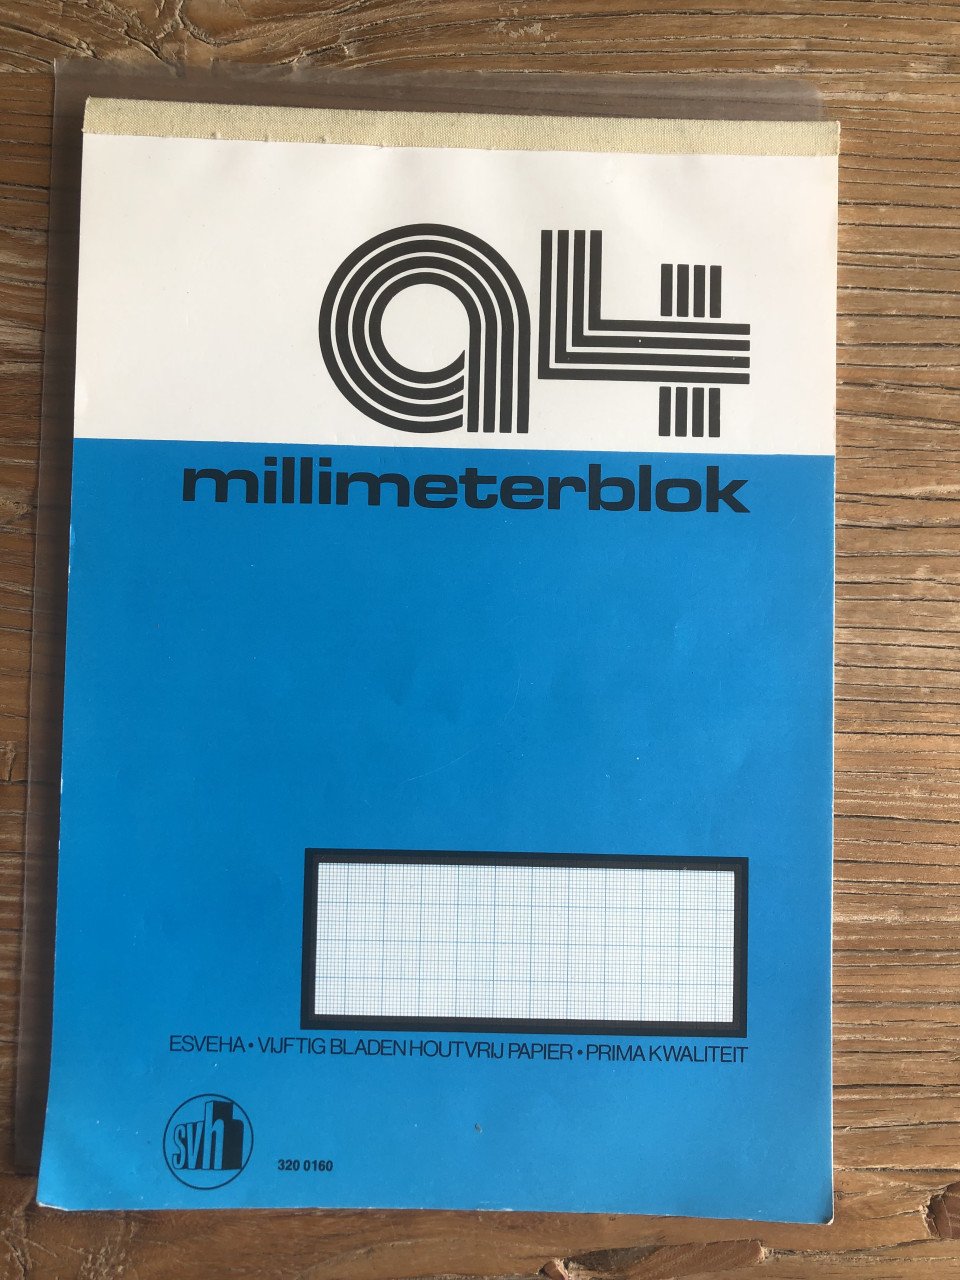 a4
millimeterblok
ESVEHA • VIJFTIG BLADEN HOUTVRIJ PAPIER • PRIMA KWALITEIT
svh
320 0160